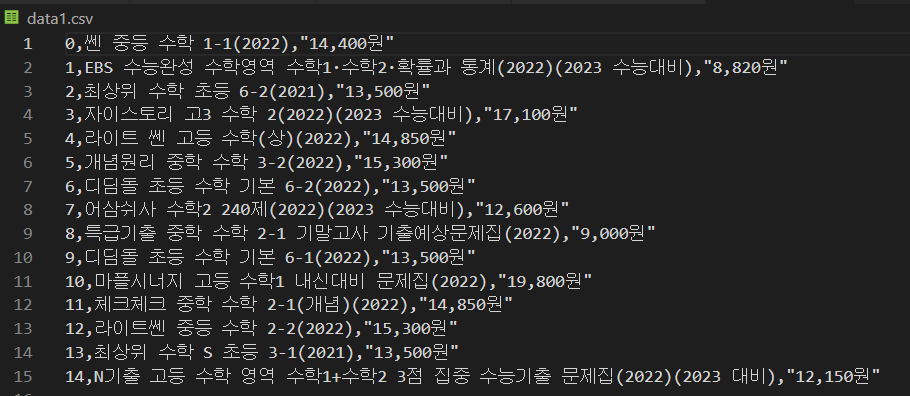 data1.csv
1 0,쎈 중등 수학 1-1(2022),"14,400원"
2 1,EBS 수능완성 수학영역 수학1·수학2·확률과 통계(2022)(2023 수능대비),"8,820원"
3 2,최상위 수학 초등 6-2(2021),"13,500원"
4 3,자이스토리 고3 수학 2(2022)(2023 수능대비),"17,100원"
5 4,라이트 쎈 고등 수학(상)(2022),"14,850원"
6 5,개념원리 중학 수학 3-2(2022),"15,300원"
7 6,디딤돌 초등 수학 기본 6-2(2022),"13,500원"
8 7,어삼쉬사 수학2 240제(2022)(2023 수능대비),"12,600원"
9 8,특급기출 중학 수학 2-1 기말고사 기출예상문제집(2022),"9,000원"
10 9,디딤돌 초등 수학 기본 6-1(2022),"13,500원"
11 10,마플시너지 고등 수학1 내신대비 문제집(2022),"19,800원"
12 11,체크체크 중학 수학 2-1(개념)(2022),"14,850원"
13 12,라이트쎈 중등 수학 2-2(2022),"15,300원"
14 13,최상위 수학 S 초등 3-1(2021),"13,500원"
15 14,N기출 고등 수학 영역 수학1+수학2 3점 집중 수능기출 문제집(2022)(2023 대비),"12,150원"